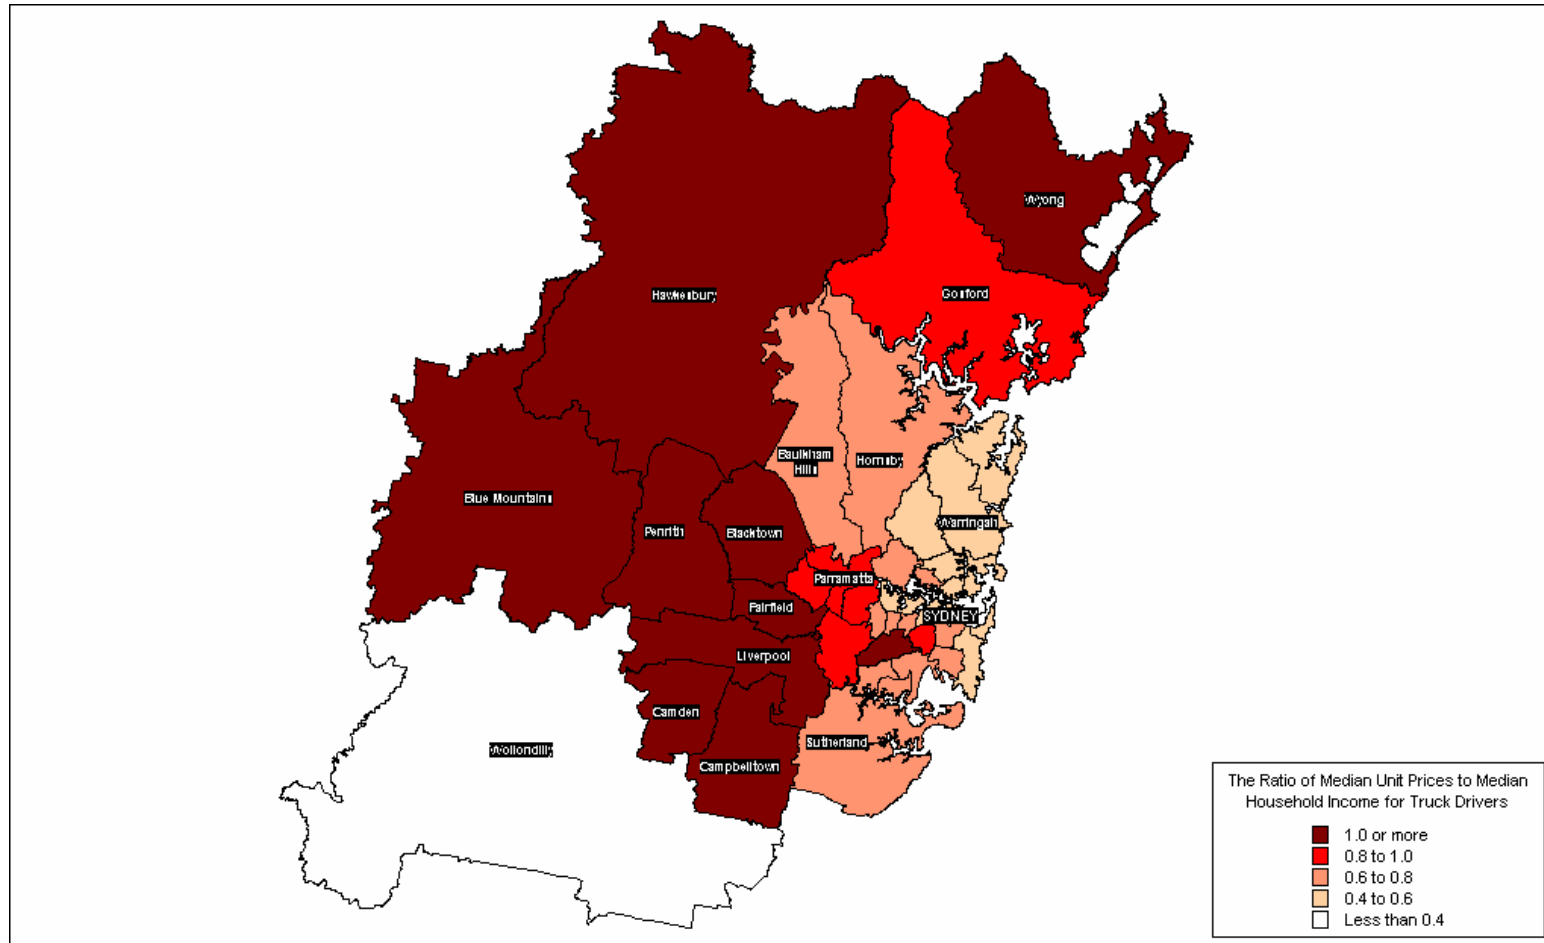 Wyong
Hawkesbury
Gosford
Baulkham
Hills
Hornsby
Blue Mountains
Warringah
Penrith
Blacktown
Parramatta
Fairfield
SYDNEY
Liverpool
Camden
Sutherland
Wollondilly
Campbelltown
The Ratio of Median Unit Prices to Median
Household Income for Truck Drivers
1.0 or more
0.8 to 1.0
0.6 to 0.8
0.4 to 0.6
Less than 0.4